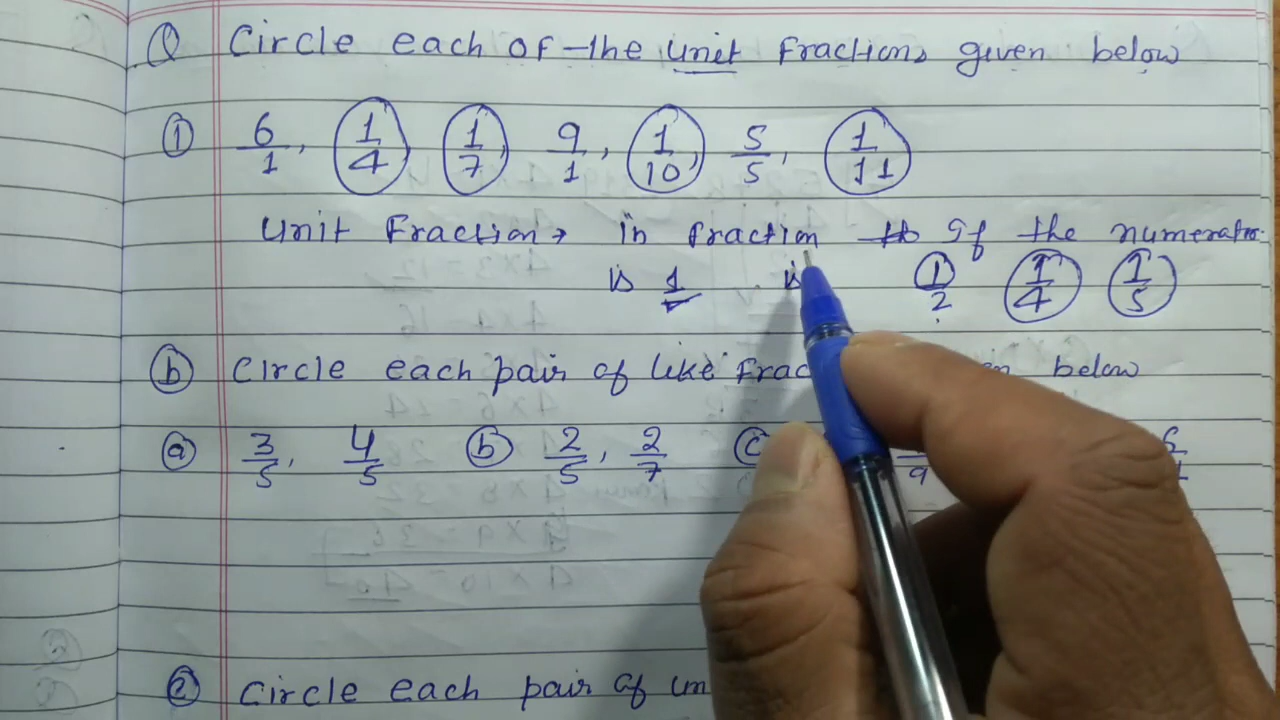 Q Circle each of the unit fractions given below
① 6/1, 1/4, 1/7, 9/1, 1/10, 5/5, 1/11
Unit Fraction→ in fraction If the numerator
is 1 is 1/2 1/4 1/5
ⓑ Circle each pair of like below
ⓐ 3/5, 4/5 ⓑ 2/5, 2/7 ⓒ
② Circle each pair of